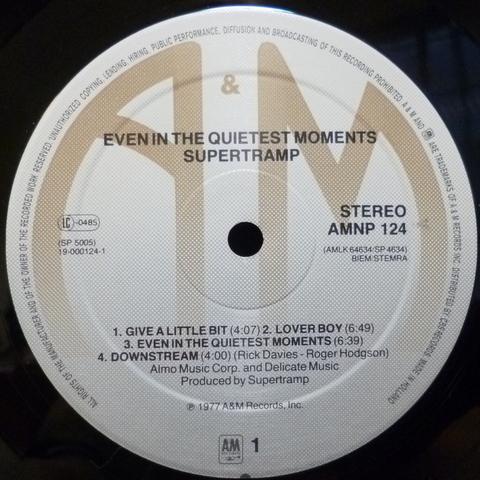 UNAUTHORIZED COPYING, LENDING, HIRING, PUBLIC PERFORMANCE, DIFFUSION AND BROADCASTING OF THIS RECORDING PROHIBITED. A & M AND AM ARE TRADEMARKS OF A & M RECORDS INC. DISTRIBUTED BY CBS RECORDS. MADE IN HOLLAND
ALL RIGHTS OF THE MANUFACTURER AND OF THE OWNER OF THE RECORDED WORK RESERVED.
A & M
EVEN IN THE QUIETEST MOMENTS
SUPERTRAMP
LC-0485
(SP 5005)
19-000124-1
STEREO
AMNP 124
(AMLK 64634/SP 4634)
BIEM/STEMRA
1. GIVE A LITTLE BIT (4:07) 2. LOVER BOY (6:49)
3. EVEN IN THE QUIETEST MOMENTS (6:39)
4. DOWNSTREAM (4:00) (Rick Davies - Roger Hodgson)
Almo Music Corp. and Delicate Music
Produced by Supertramp
℗ 1977 A&M Records, Inc.
AM
1